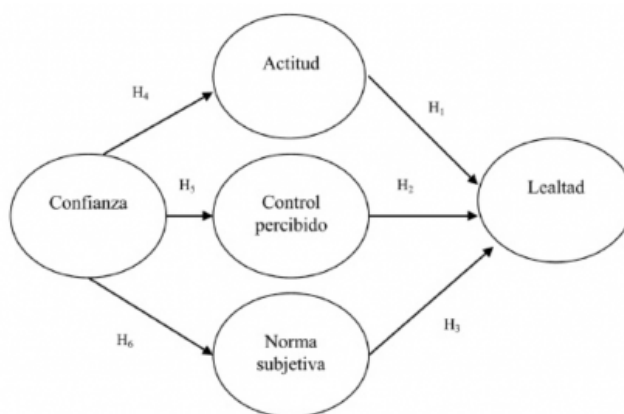 Actitud
H₄
H₁
Confianza
H₅
Control
percibido
H₂
Lealtad
H₆
Norma
subjetiva
H₃